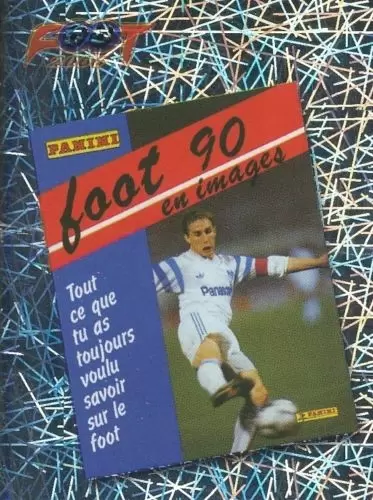 FOOT
PANINI
foot 90
en images
Tout
ce que
tu as
toujours
voulu
savoir
sur le
foot
Panasonic
PANINI